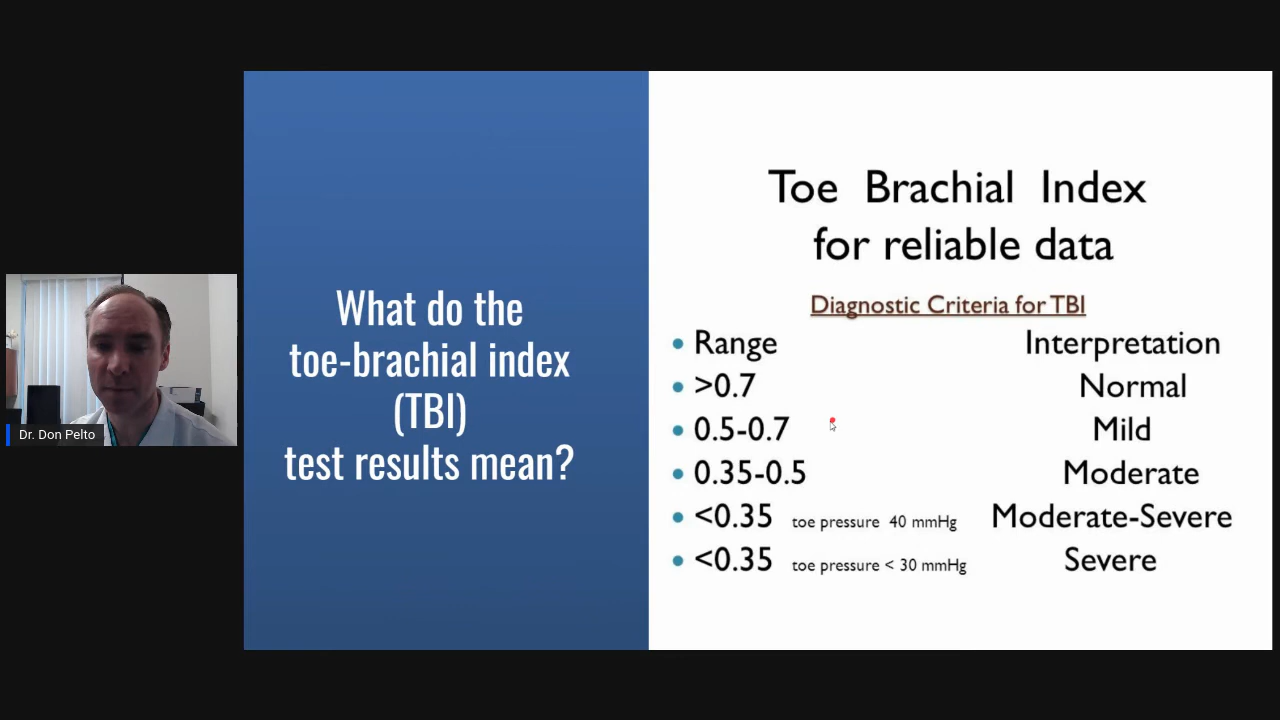 What do the
toe-brachial index
(TBI)
test results mean?
Toe Brachial Index
for reliable data
Diagnostic Criteria for TBI
Range Interpretation
>0.7 Normal
0.5-0.7 Mild
0.35-0.5 Moderate
<0.35 toe pressure 40 mmHg Moderate-Severe
<0.35 toe pressure < 30 mmHg Severe
Dr. Don Pelto